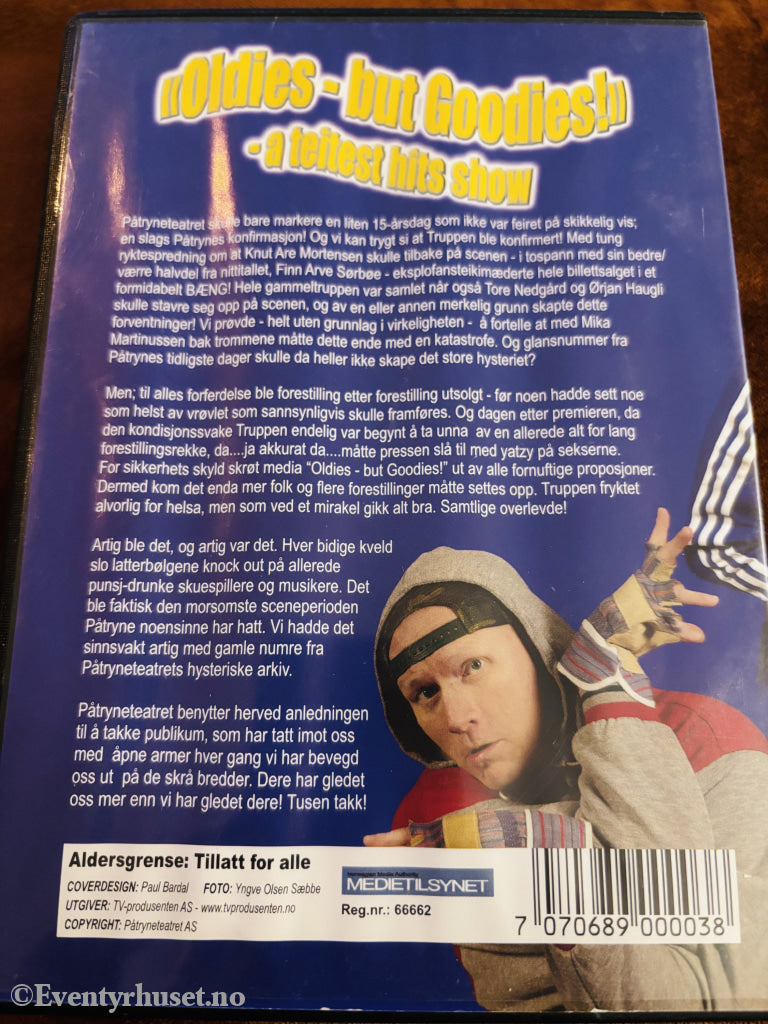 «Oldies - but Goodies!»
- a teitest hits show
Påtryneteatret skulle bare markere en liten 15-årsdag som ikke var feiret på skikkelig vis;
en slags Påtrynes konfirmasjon! Og vi kan trygt si at Truppen ble konfirmert! Med tung
ryktespredning om at Knut Are Mortensen skulle tilbake på scenen - i tospann med sin bedre/
værre halvdel fra nittitallet, Finn Arve Sørbøe - eksplofansteikimæderte hele billettsalget i et
formidabelt BÆNG! Hele gammeltruppen var samlet når også Tore Nedgård og Ørjan Haugli
skulle stavre seg opp på scenen, og av en eller annen merkelig grunn skapte dette
forventninger! Vi prøvde - helt uten grunnlag i virkeligheten - å fortelle at med Mika
Martinussen bak trommene måtte dette ende med en katastrofe. Og glansnummer fra
Påtrynes tidligste dager skulle da heller ikke skape det store hysteriet?
Men; til alles forferdelse ble forestilling etter forestilling utsolgt - før noen hadde sett noe
som helst av vrøvlet som sannsynligvis skulle framføres. Og dagen etter premieren, da
den kondisjonssvake Truppen endelig var begynt å ta unna av en allerede alt for lang
forestillingsrekke, da....ja akkurat da....måtte pressen slå til med yatzy på sekserne.
For sikkerhets skyld skrøt media "Oldies - but Goodies!" ut av alle fornuftige proposjoner.
Dermed kom det enda mer folk og flere forestillinger måtte settes opp. Truppen fryktet
alvorlig for helsa, men som ved et mirakel gikk alt bra. Samtlige overlevde!
Artig ble det, og artig var det. Hver bidige kveld
slo latterbølgene knock out på allerede
punsj-drunke skuespillere og musikere. Det
ble faktisk den morsomste sceneperioden
Påtryne noensinne har hatt. Vi hadde det
sinnsvakt artig med gamle numre fra
Påtryneteatrets hysteriske arkiv.
Påtryneteatret benytter herved anledningen
til å takke publikum, som har tatt imot oss
med åpne armer hver gang vi har bevegd
oss ut på de skrå bredder. Dere har gledet
oss mer enn vi har gledet dere! Tusen takk!
Aldersgrense: Tillatt for alle
COVERDESIGN: Paul Bardal FOTO: Yngve Olsen Sæbbe
UTGIVER: TV-produsenten AS - www.tvprodusenten.no
COPYRIGHT: Påtryneteatret AS
Norwegian Media Authority
MEDIETILSYNET
Reg.nr.: 66662
7 070689 000038
©Eventyrhuset.no